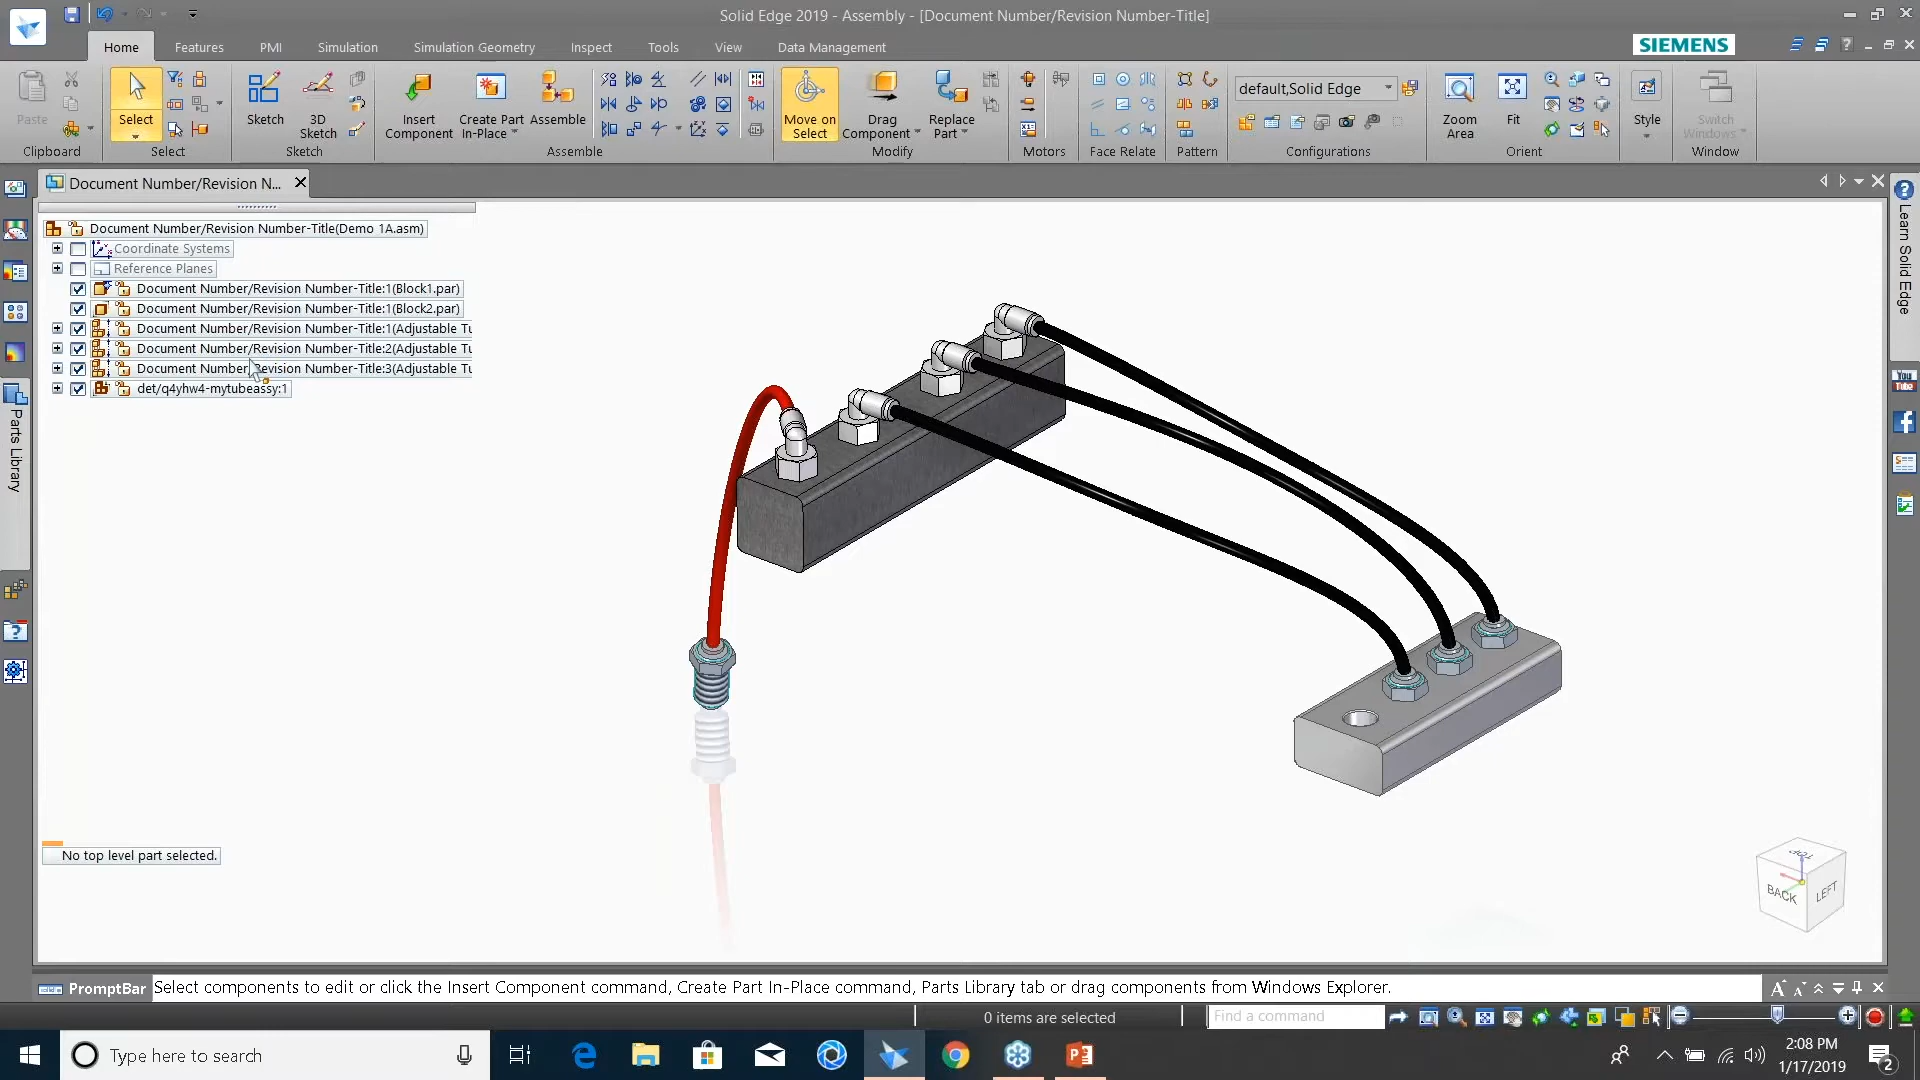 Solid Edge 2019 - Assembly - [Document Number/Revision Number-Title]
Home Features PMI Simulation Simulation Geometry Inspect Tools View Data Management
SIEMENS
Paste
Clipboard
Select
Select
Sketch
3D Sketch
Sketch
Insert Component
Create Part In-Place
Assemble
Assemble
Move on Select
Drag Component
Replace Part
Modify
Motors
Face Relate
Pattern
default,Solid Edge
Configurations
Zoom Area
Fit
Orient
Style
Switch Windows
Window
Document Number/Revision N...
Learn Solid Edge
You Tube
Parts Library
Document Number/Revision Number-Title(Demo 1A.asm)
Coordinate Systems
Reference Planes
Document Number/Revision Number-Title:1(Block1.par)
Document Number/Revision Number-Title:1(Block2.par)
Document Number/Revision Number-Title:1(Adjustable Tu
Document Number/Revision Number-Title:2(Adjustable Tu
Document Number/Revision Number-Title:3(Adjustable Tu
det/q4yhw4-mytubeassy:1
No top level part selected.
TOP
BACK
LEFT
PromptBar
Select components to edit or click the Insert Component command, Create Part In-Place command, Parts Library tab or drag components from Windows Explorer.
0 items are selected
Find a command
Type here to search
2:08 PM
1/17/2019
2